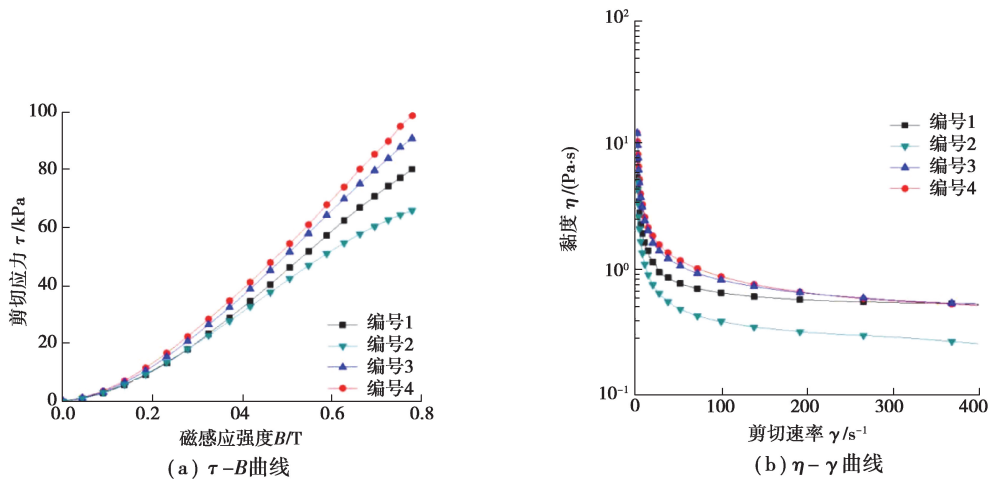 100
80
60
40
20
0
0.0
0.2
04
0.6
0.8
剪切应力 τ/kPa
磁感应强度B/T
编号1
编号2
编号3
编号4
(a) τ-B曲线
10²
10¹
10⁰
10⁻¹
0
100
200
300
400
黏度 η/(Pa·s)
剪切速率 γ/s⁻¹
编号1
编号2
编号3
编号4
(b) η-γ 曲线